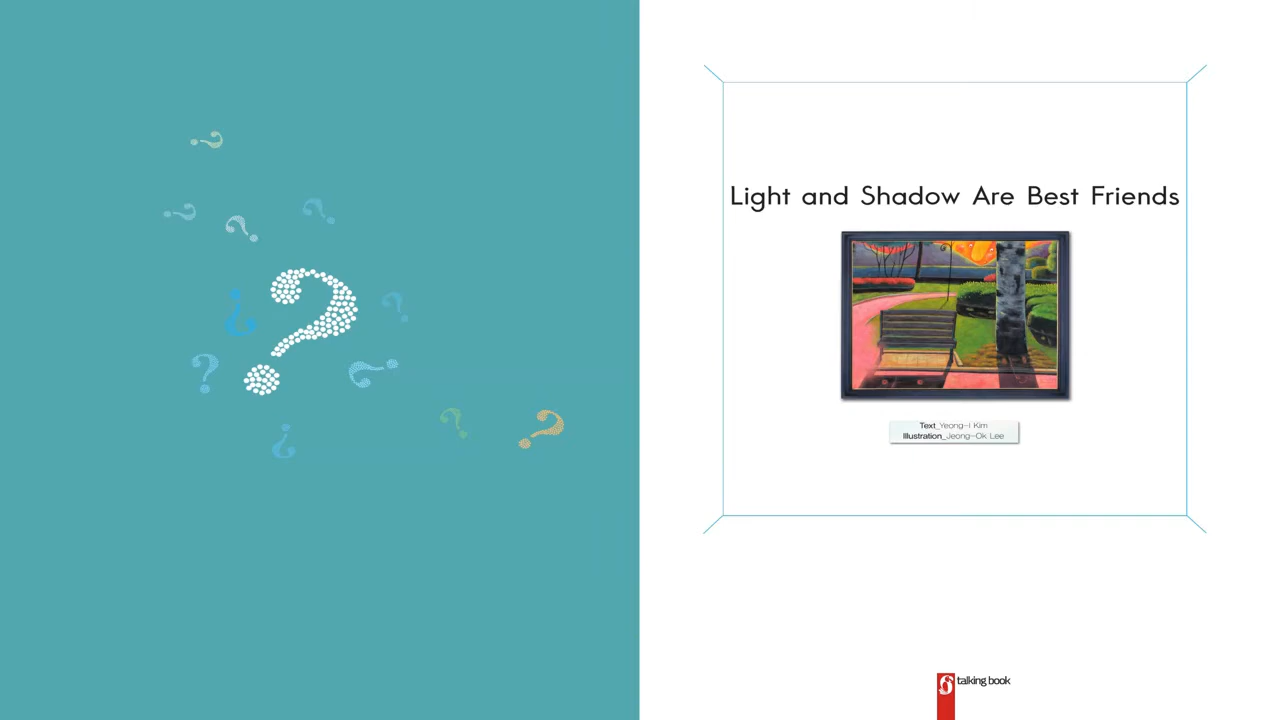 Light and Shadow Are Best Friends
Text_Yeong-I Kim
Illustration_Jeong-Ok Lee
talking book